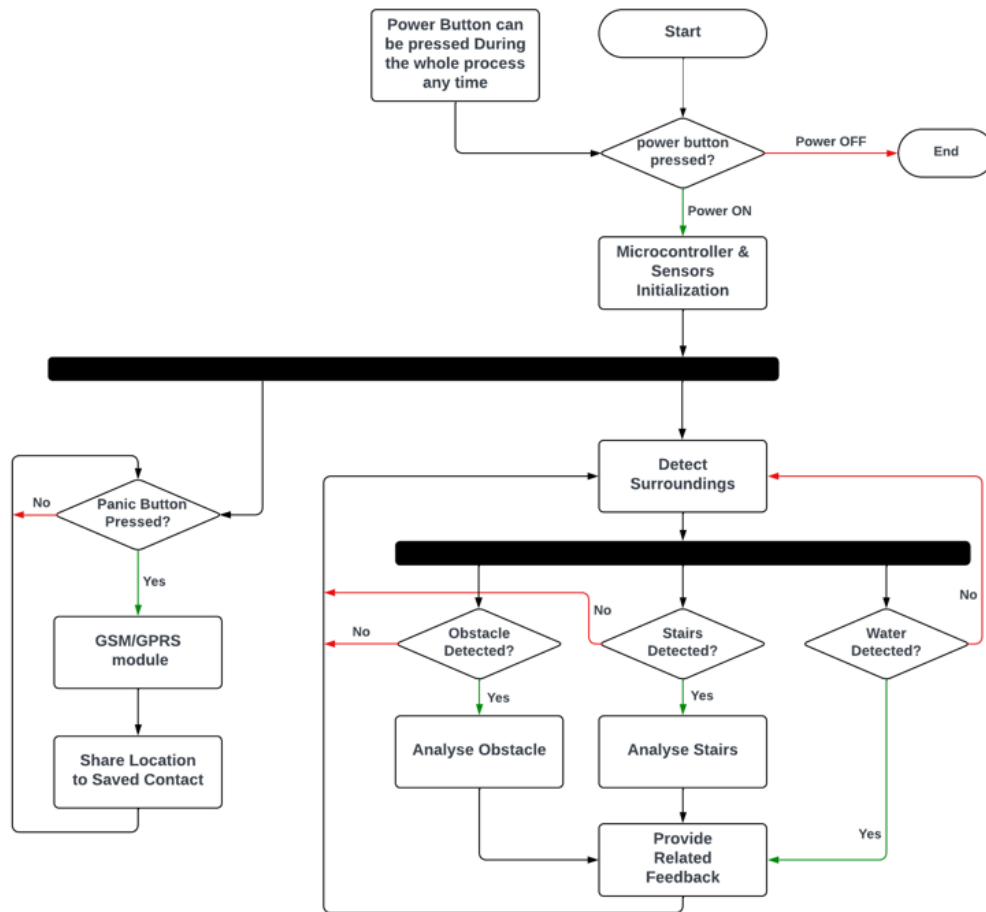 Power Button can
be pressed During
the whole process
any time
Start
power button
pressed?
Power OFF
End
Power ON
Microcontroller &
Sensors
Initialization
Detect
Surroundings
No
Panic Button
Pressed?
Yes
GSM/GPRS
module
Share Location
to Saved Contact
No
Obstacle
Detected?
No
Stairs
Detected?
Water
Detected?
No
Yes
Yes
Analyse Obstacle
Analyse Stairs
Yes
Provide
Related
Feedback